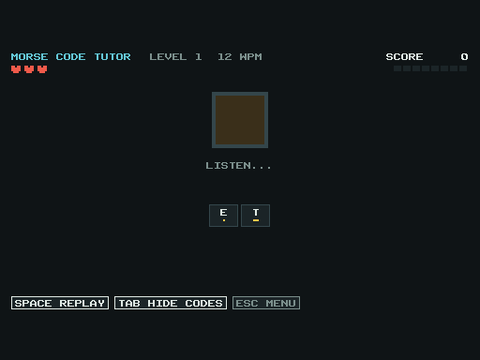 MORSE CODE TUTOR LEVEL 1 12 WPM SCORE 0
LISTEN...
E T
SPACE REPLAY TAB HIDE CODES ESC MENU